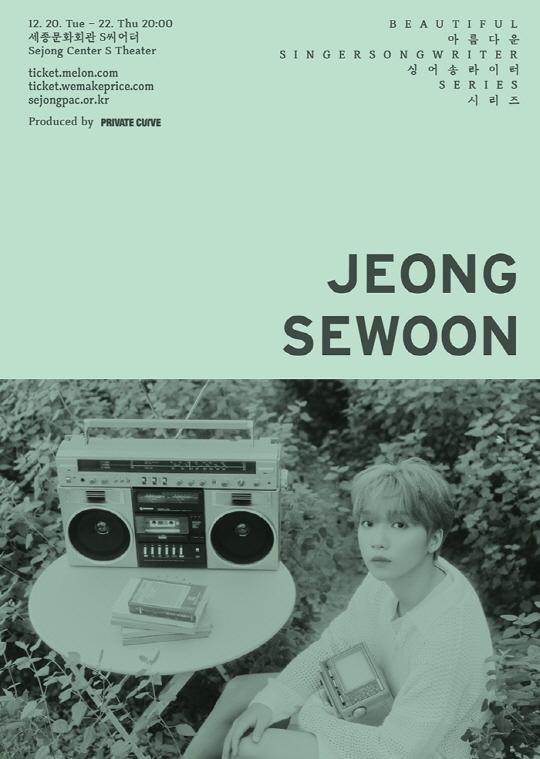 12. 20. Tue – 22. Thu 20:00
세종문화회관 S씨어터
Sejong Center S Theater
ticket.melon.com
ticket.wemakeprice.com
sejongpac.or.kr
Produced by PRIVATE CURVE
BEAUTIFUL
아름다운
SINGERSONGWRITER
싱어송라이터
SERIES
시리즈
JEONG
SEWOON